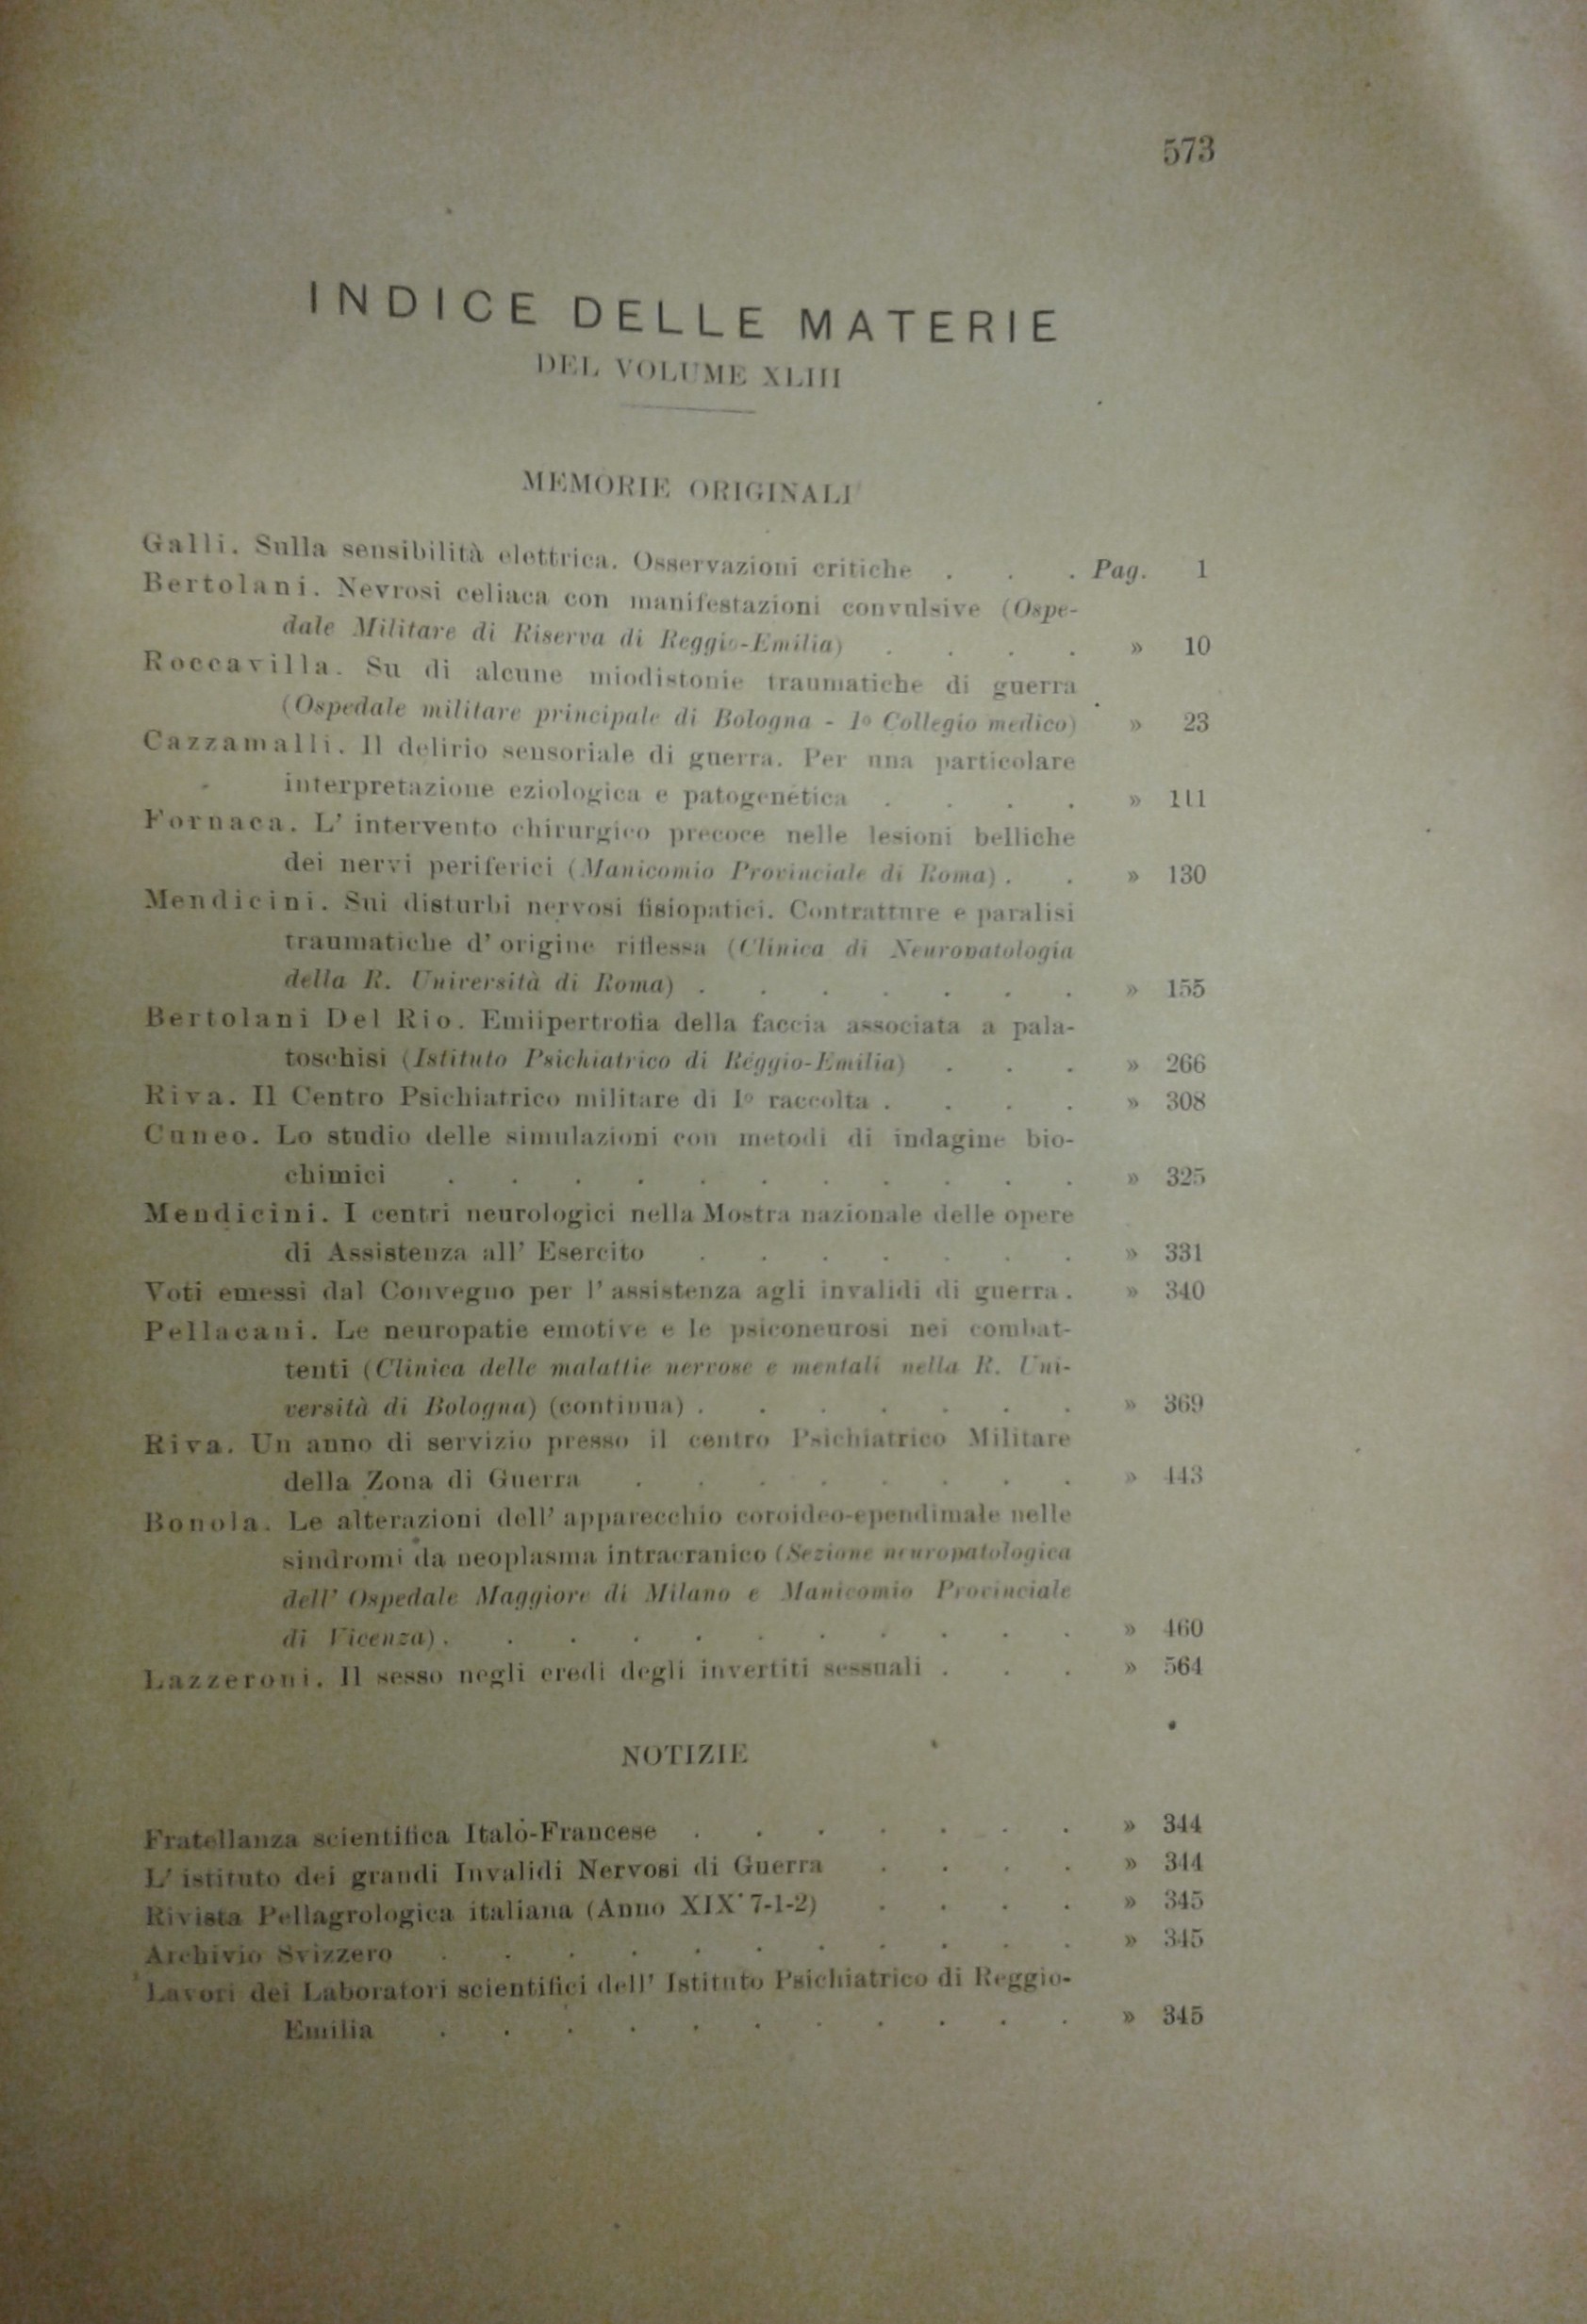 573
INDICE DELLE MATERIE
DEL VOLUME XLIII
MEMORIE ORIGINALI
Galli. Sulla sensibilità elettrica. Osservazioni critiche . . . Pag. 1
Bertolani. Nevrosi celiaca con manifestazioni convulsive (Ospe-
dale Militare di Riserva di Reggio-Emilia) . . . . » 10
Roccavilla. Su di alcune miodistonie traumatiche di guerra
(Ospedale militare principale di Bologna - 1º Collegio medico) » 23
Cazzamalli. Il delirio sensoriale di guerra. Per una particolare
interpretazione eziologica e patogenetica . . . . » 111
Fornaca. L' intervento chirurgico precoce nelle lesioni belliche
dei nervi periferici (Manicomio Provinciale di Roma) . . » 130
Mendicini. Sui disturbi nervosi fisiopatici. Contratture e paralisi
traumatiche d' origine riflessa (Clinica di Neuropatologia
della R. Università di Roma) . . . . . . . » 155
Bertolani Del Rio. Emiipertrofia della faccia associata a pala-
toschisi (Istituto Psichiatrico di Reggio-Emilia) . . . » 266
Riva. Il Centro Psichiatrico militare di 1º raccolta . . . . » 308
Cuneo. Lo studio delle simulazioni con metodi di indagine bio-
chimici . . . . . . . . . . . » 325
Mendicini. I centri neurologici nella Mostra nazionale delle opere
di Assistenza all' Esercito . . . . . . . » 331
Voti emessi dal Convegno per l' assistenza agli invalidi di guerra . » 340
Pellacani. Le neuropatie emotive e le psiconeurosi nei combat-
tenti (Clinica delle malattie nervose e mentali nella R. Uni-
versità di Bologna) (continua) . . . . . . . » 369
Riva. Un anno di servizio presso il centro Psichiatrico Militare
della Zona di Guerra . . . . . . . . » 443
Bonola. Le alterazioni dell' apparecchio coroideo-ependimale nelle
sindromi da neoplasma intracranico (Sezione neuropatologica
dell' Ospedale Maggiore di Milano e Manicomio Provinciale
di Vicenza) . . . . . . . . . . . » 460
Lazzeroni. Il sesso negli eredi degli invertiti sessuali . . . » 564
NOTIZIE
Fratellanza scientifica Italo-Francese . . . . . . . » 344
L' istituto dei grandi Invalidi Nervosi di Guerra . . . . » 344
Rivista Pellagrologica italiana (Anno XIX 7-1-2) . . . . » 345
Archivio Svizzero . . . . . . . . . . . » 345
Lavori dei Laboratori scientifici dell' Istituto Psichiatrico di Reggio-
Emilia . . . . . . . . . . . » 345